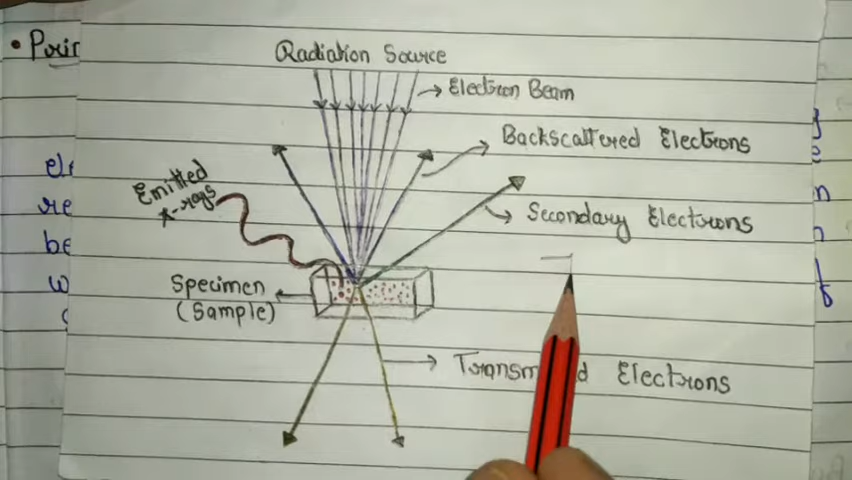 Radiation Source
Electron Beam
Backscattered Electrons
Emitted
X-rays
Secondary Electrons
Specimen
(Sample)
Electrons